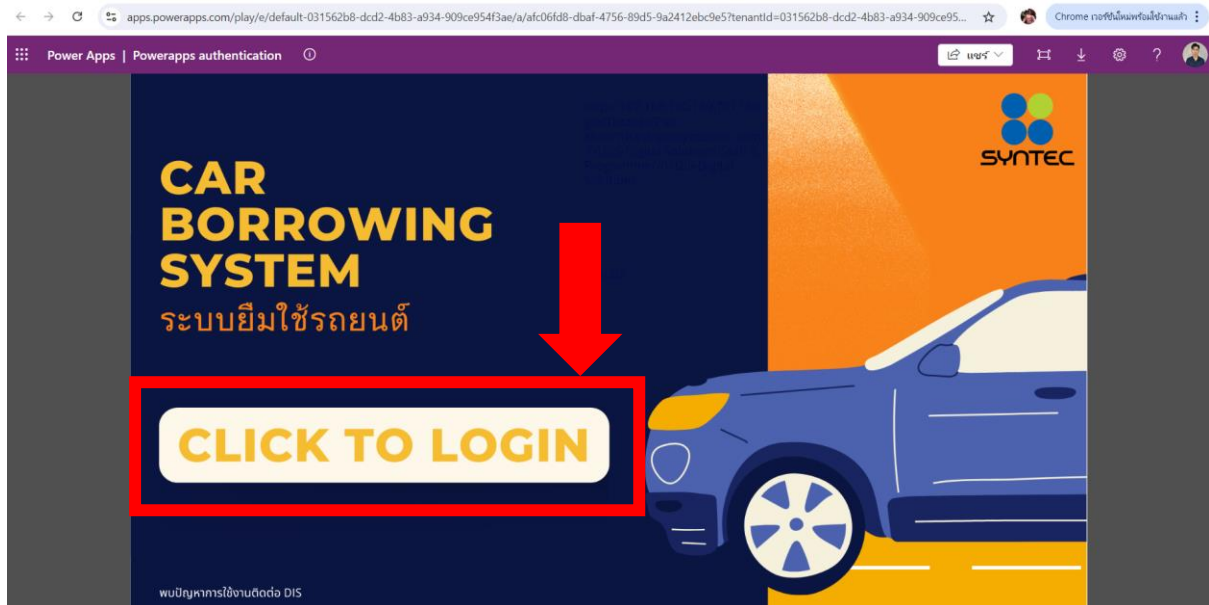 apps.powerapps.com/play/e/default-031562b8-dcd2-4b83-a934-909ce954f3ae/a/afc06fd8-dbaf-4756-89d5-9a2412ebc9e5?tenantId=031562b8-dcd2-4b83-a934-909ce95...
Chrome เวอร์ชันใหม่พร้อมใช้งานแล้ว
Power Apps | Powerapps authentication
แชร์
SYNTEC
CAR
BORROWING
SYSTEM
ระบบยืมใช้รถยนต์
CLICK TO LOGIN
พบปัญหาการใช้งานติดต่อ DIS